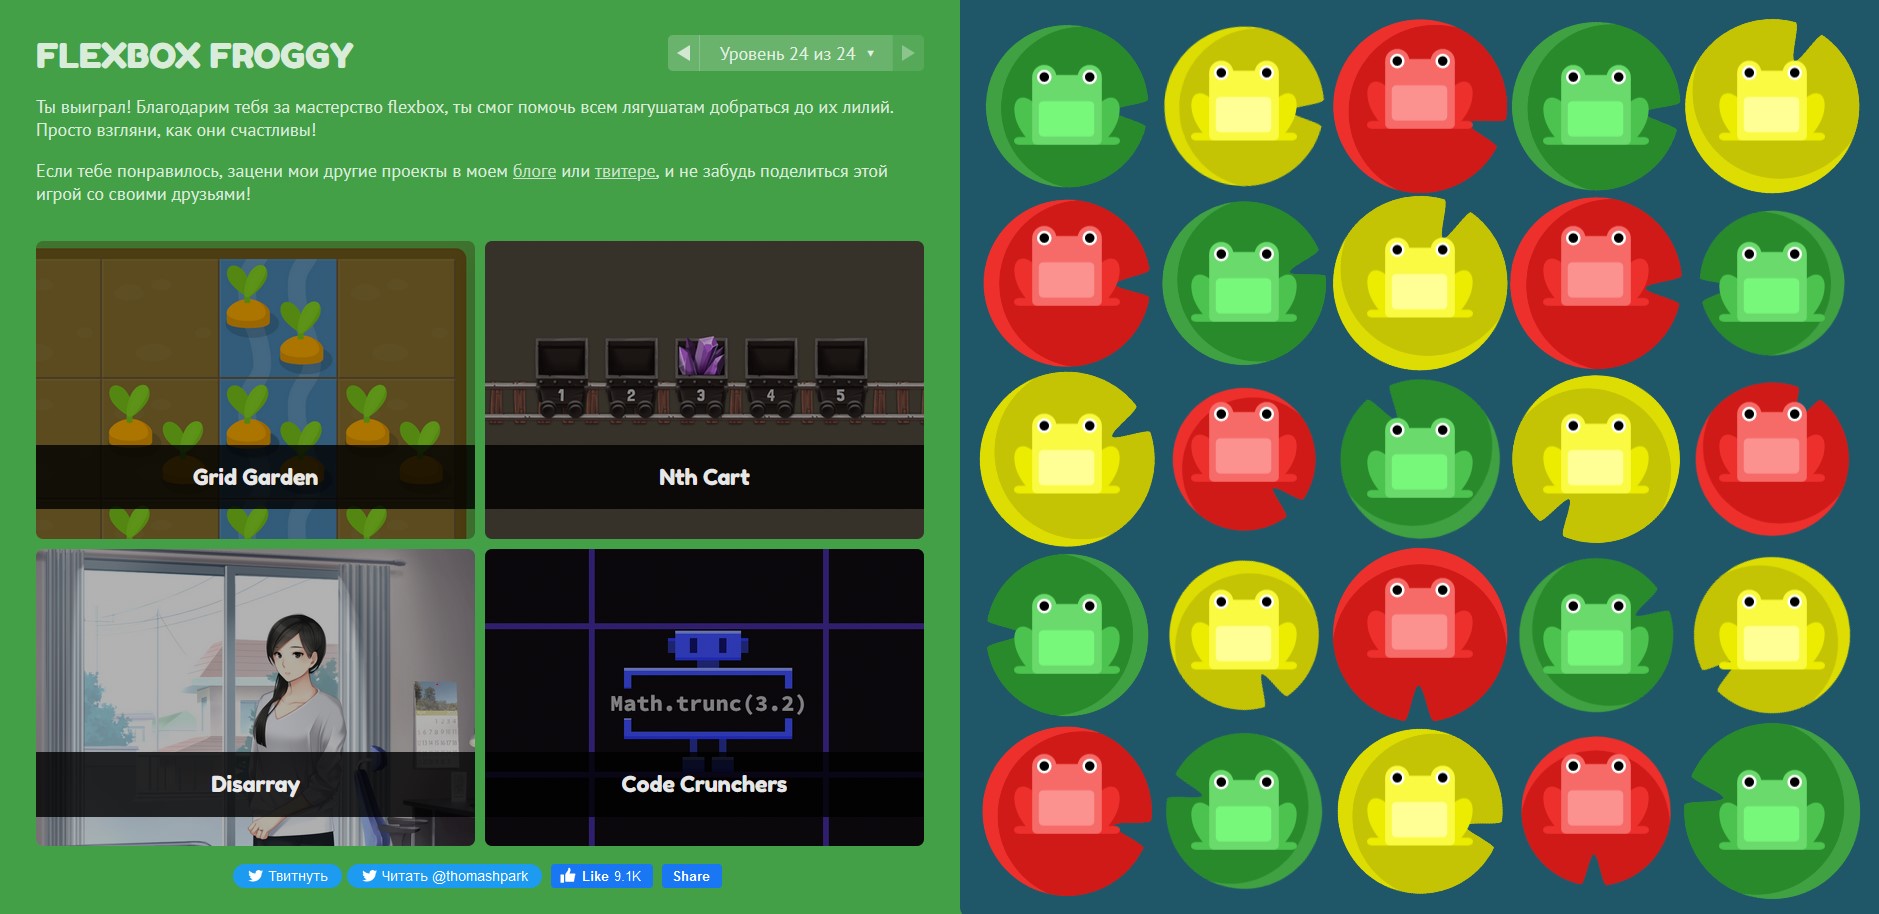 FLEXBOX FROGGY
Уровень 24 из 24
Ты выиграл! Благодарим тебя за мастерство flexbox, ты смог помочь всем лягушатам добраться до их лилий.
Просто взгляни, как они счастливы!
Если тебе понравилось, зацени мои другие проекты в моем блоге или твитере, и не забудь поделиться этой
игрой со своими друзьями!
Grid Garden
1 2 3 4 5
Nth Cart
Disarray
Math.trunc(3.2)
Code Crunchers
Твитнуть
Читать @thomashpark
Like 9.1K
Share